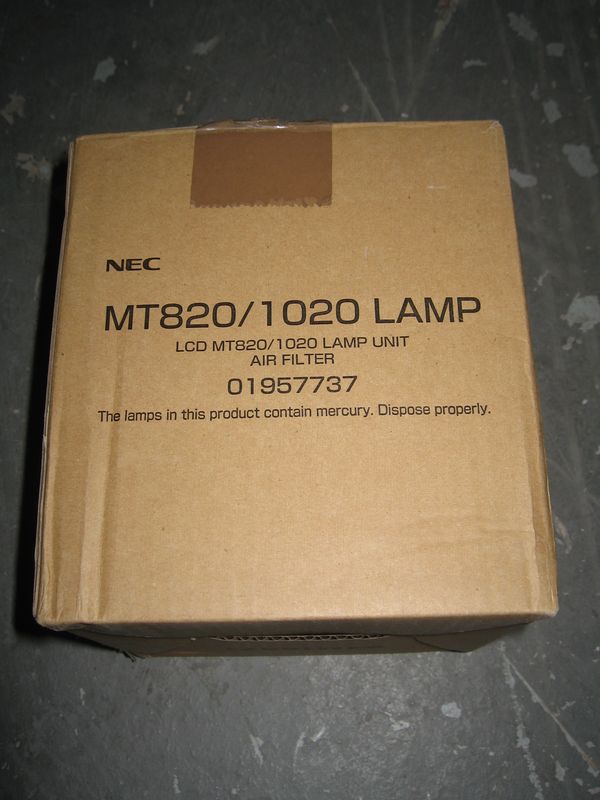 NEC
MT820/1020 LAMP
LCD MT820/1020 LAMP UNIT
AIR FILTER
01957737
The lamps in this product contain mercury. Dispose properly.